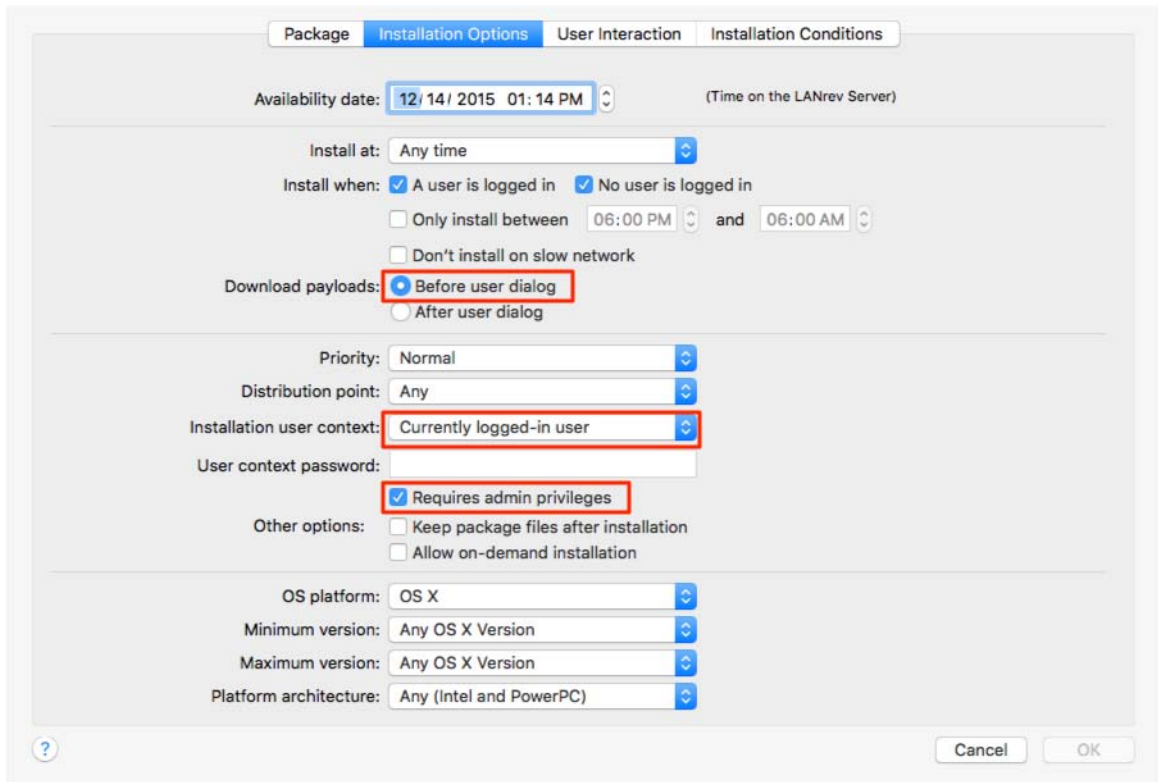 Package Installation Options User Interaction Installation Conditions
Availability date: 12/14/2015 01:14 PM (Time on the LANrev Server)
Install at: Any time
Install when: A user is logged in No user is logged in
Only install between 06:00 PM and 06:00 AM
Don't install on slow network
Download payloads: Before user dialog
After user dialog
Priority: Normal
Distribution point: Any
Installation user context: Currently logged-in user
User context password:
Requires admin privileges
Other options: Keep package files after installation
Allow on-demand installation
OS platform: OS X
Minimum version: Any OS X Version
Maximum version: Any OS X Version
Platform architecture: Any (Intel and PowerPC)
? Cancel OK